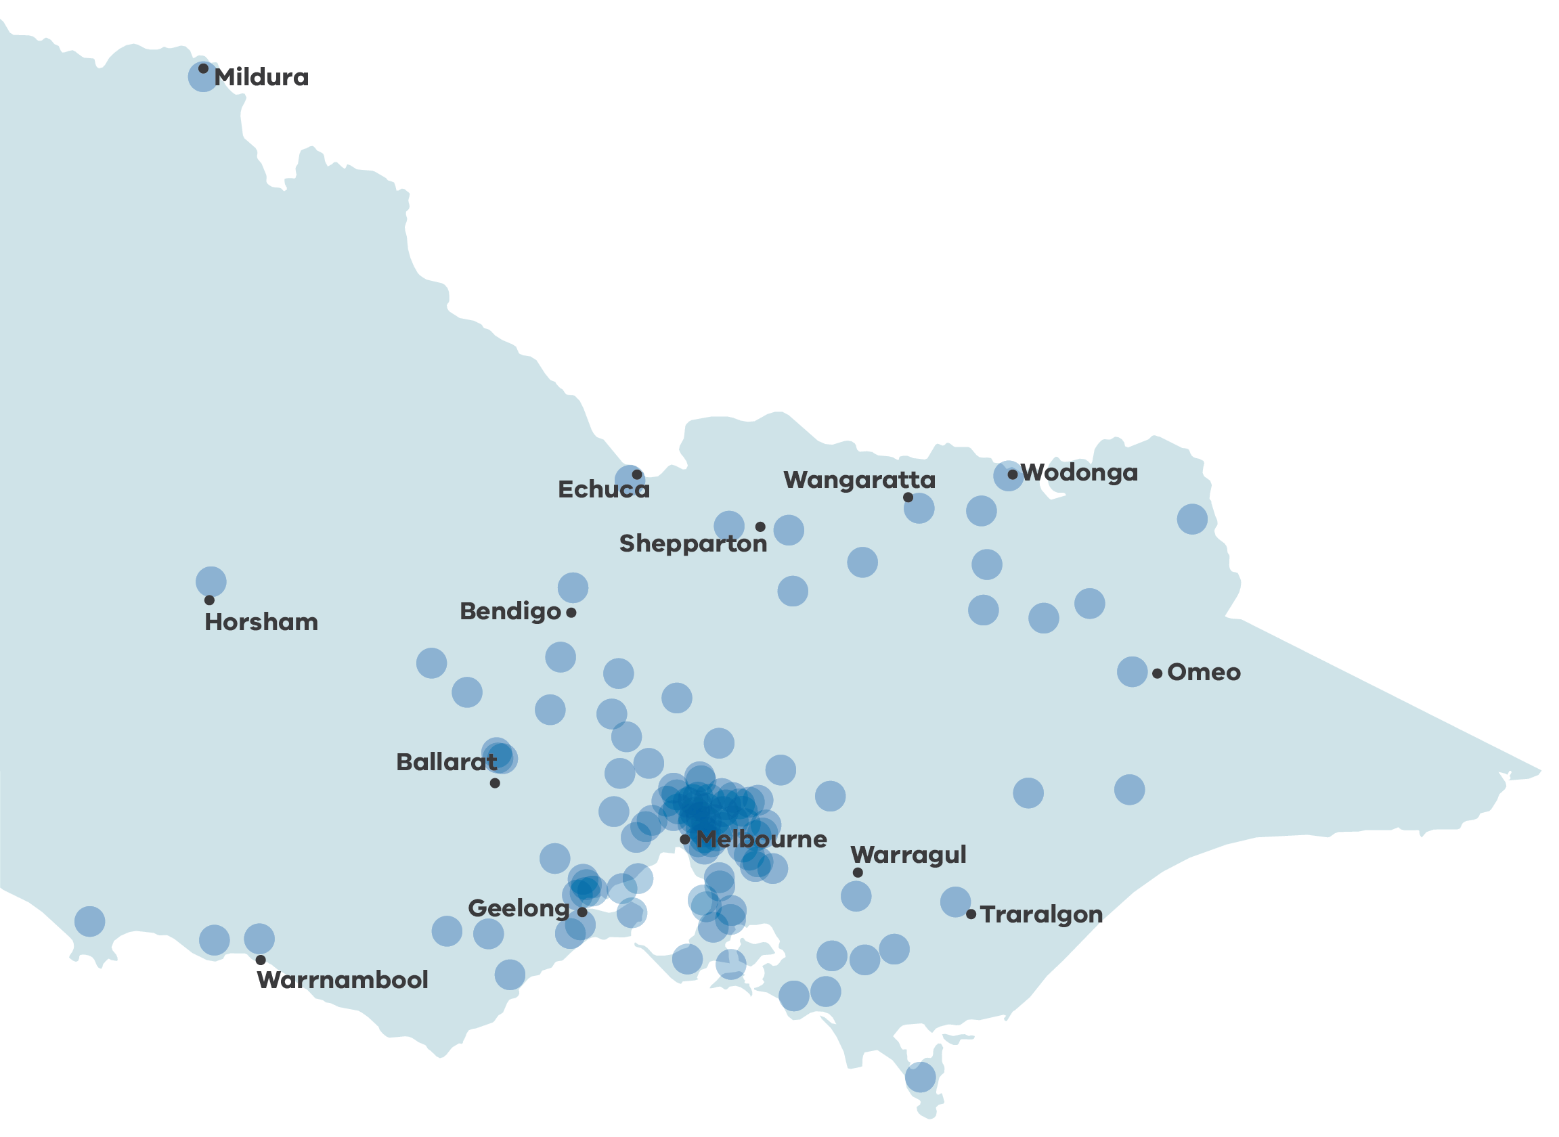 Mildura
Wodonga
Wangaratta
Echuca
Shepparton
Bendigo
Horsham
Omeo
Ballarat
Melbourne
Warragul
Geelong
Traralgon
Warrnambool